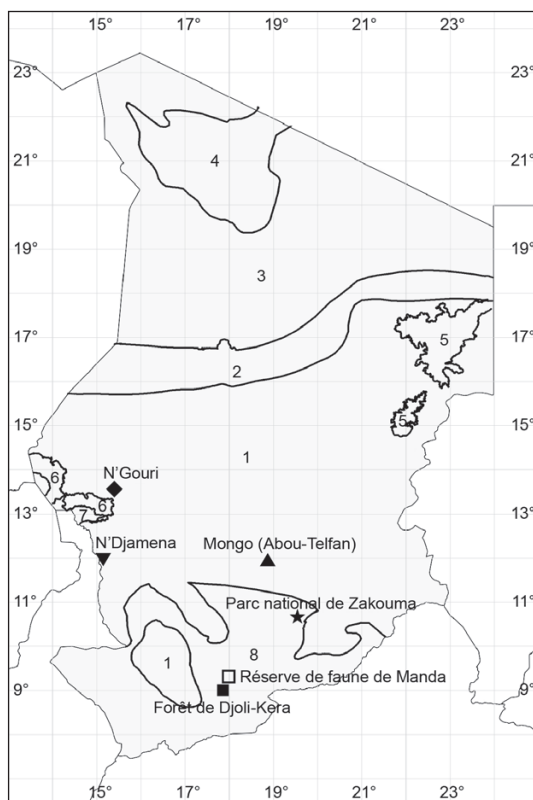 15° 17° 19° 21° 23°
23° 23°
4
21° 21°
19° 19°
3
17° 17°
5
2
15° 15°
5
1
6
N'Gouri
6
13° 7 13°
N'Djamena Mongo (Abou-Telfan)
11° 11°
Parc national de Zakouma
1 8
9° Réserve de faune de Manda 9°
Forêt de Djoli-Kera
15 17 19 21 23